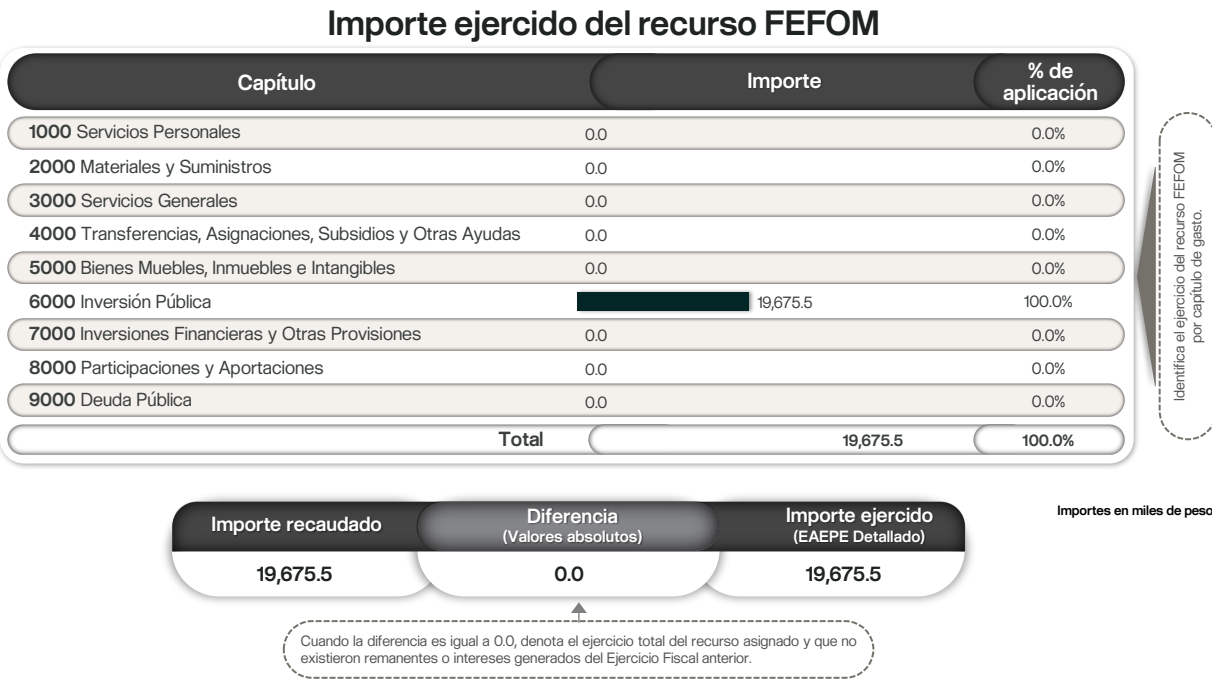 Importe ejercido del recurso FEFOM
Capítulo Importe % de aplicación
1000 Servicios Personales 0.0 0.0%
2000 Materiales y Suministros 0.0 0.0%
3000 Servicios Generales 0.0 0.0%
4000 Transferencias, Asignaciones, Subsidios y Otras Ayudas 0.0 0.0%
5000 Bienes Muebles, Inmuebles e Intangibles 0.0 0.0%
6000 Inversión Pública 19,675.5 100.0%
7000 Inversiones Financieras y Otras Provisiones 0.0 0.0%
8000 Participaciones y Aportaciones 0.0 0.0%
9000 Deuda Pública 0.0 0.0%
Total 19,675.5 100.0%
Identifica el ejercicio del recurso FEFOM
por capítulo de gasto.
Importes en miles de peso
Importe recaudado
Diferencia
(Valores absolutos)
Importe ejercido
(EAEPE Detallado)
19,675.5 0.0 19,675.5
Cuando la diferencia es igual a 0.0, denota el ejercicio total del recurso asignado y que no
existieron remanentes o intereses generados del Ejercicio Fiscal anterior.